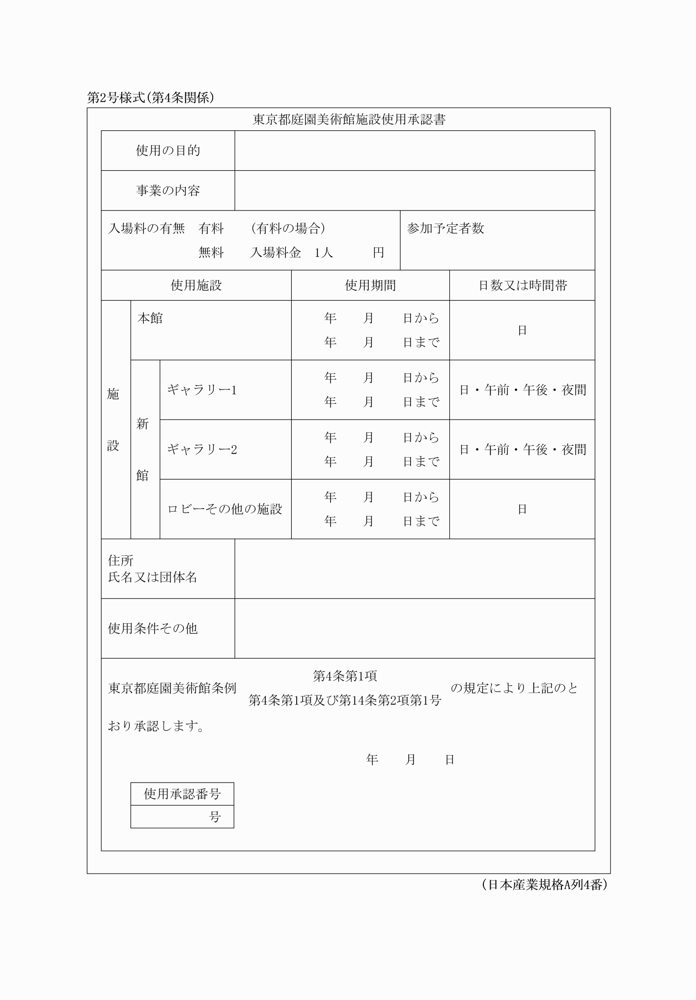 第2号様式(第4条関係)
東京都庭園美術館施設使用承認書
使用の目的
事業の内容
入場料の有無　有料　　(有料の場合)
無料　　入場料金　1人　　　円
参加予定者数
使用施設
使用期間
日数又は時間帯
施設
本館
年　　月　　日から
年　　月　　日まで
日
新館
ギャラリー1
年　　月　　日から
年　　月　　日まで
日・午前・午後・夜間
ギャラリー2
年　　月　　日から
年　　月　　日まで
日・午前・午後・夜間
ロビーその他の施設
年　　月　　日から
年　　月　　日まで
日
住所
氏名又は団体名
使用条件その他
東京都庭園美術館条例
第4条第1項
第4条第1項及び第14条第2項第1号
の規定により上記のと
おり承認します。
年　　月　　日
使用承認番号
号
(日本産業規格A列4番)